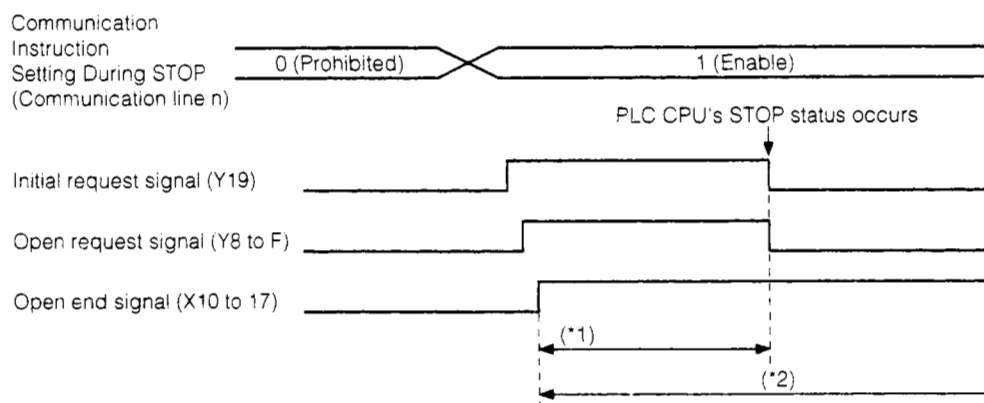 Communication
Instruction
Setting During STOP
(Communication line n)
0 (Prohibited)
1 (Enable)
PLC CPU's STOP status occurs
Initial request signal (Y19)
Open request signal (Y8 to F)
Open end signal (X10 to 17)
(*1)
(*2)